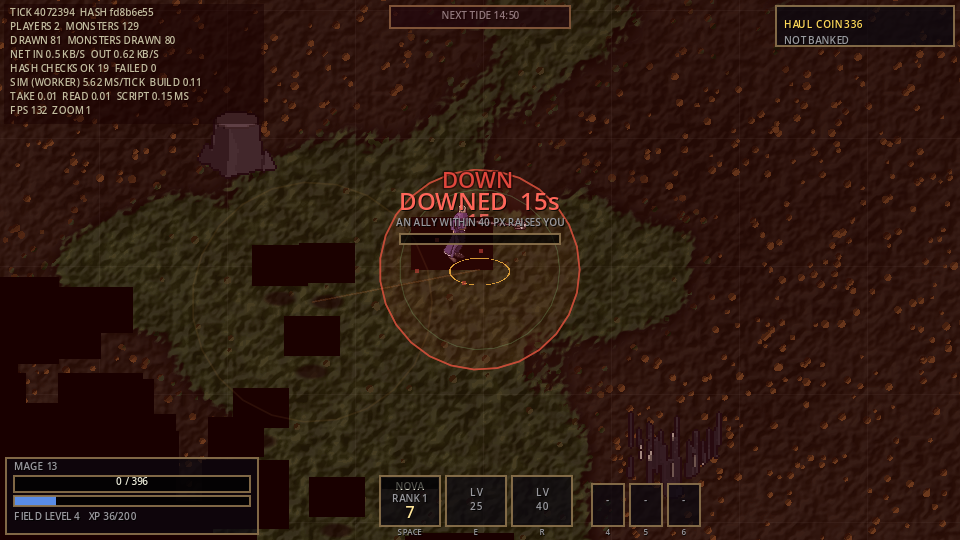 TICK 4072394 HASH fd8b6e55
PLAYERS 2 MONSTERS 129
DRAWN 81 MONSTERS DRAWN 80
NET IN 0.5 KB/S OUT 0.62 KB/S
HASH CHECKS OK 19 FAILED 0
SIM (WORKER) 5.62 MS/TICK BUILD 0.11
TAKE 0.01 READ 0.01 SCRIPT 0.15 MS
FPS 132 ZOOM 1
NEXT TIDE 14:50
HAUL COIN 336
NOT BANKED
DOWN
DOWNED 15s
AN ALLY WITHIN 40 PX RAISES YOU
MAGE 13
0 / 396
FIELD LEVEL 4 XP 36/200
NOVA
RANK 1
7
SPACE
LV
25
E
LV
40
R
-
4
-
5
-
6